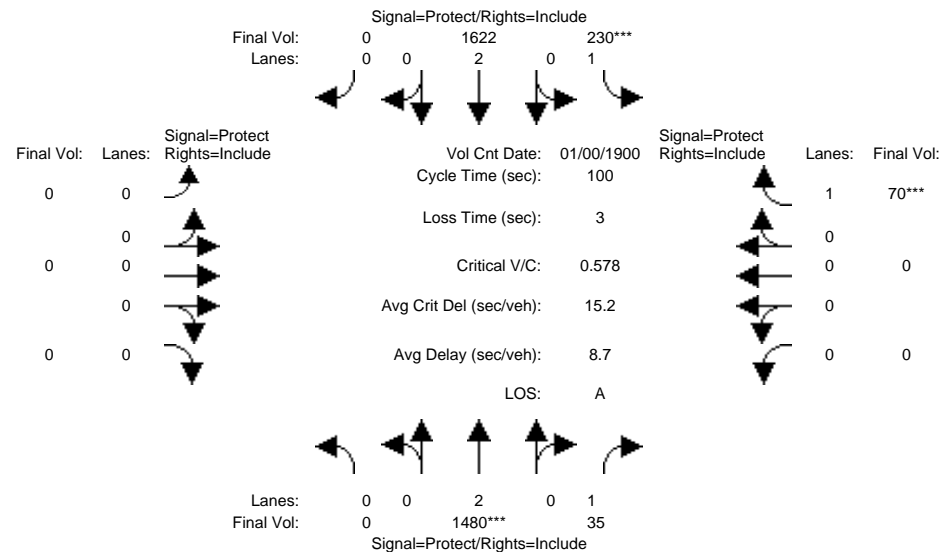 Signal=Protect/Rights=Include
Final Vol: 0 1622 230***
Lanes: 0 0 2 0 1
Signal=Protect
Final Vol: Lanes: Rights=Include
Vol Cnt Date: 01/00/1900
Signal=Protect
Rights=Include Lanes: Final Vol:
Cycle Time (sec): 100
0 0
1 70***
Loss Time (sec): 3
0
0
0 0
Critical V/C: 0.578
0 0
0
Avg Crit Del (sec/veh): 15.2
0
0 0
Avg Delay (sec/veh): 8.7
0 0
LOS: A
Lanes: 0 0 2 0 1
Final Vol: 0 1480*** 35
Signal=Protect/Rights=Include